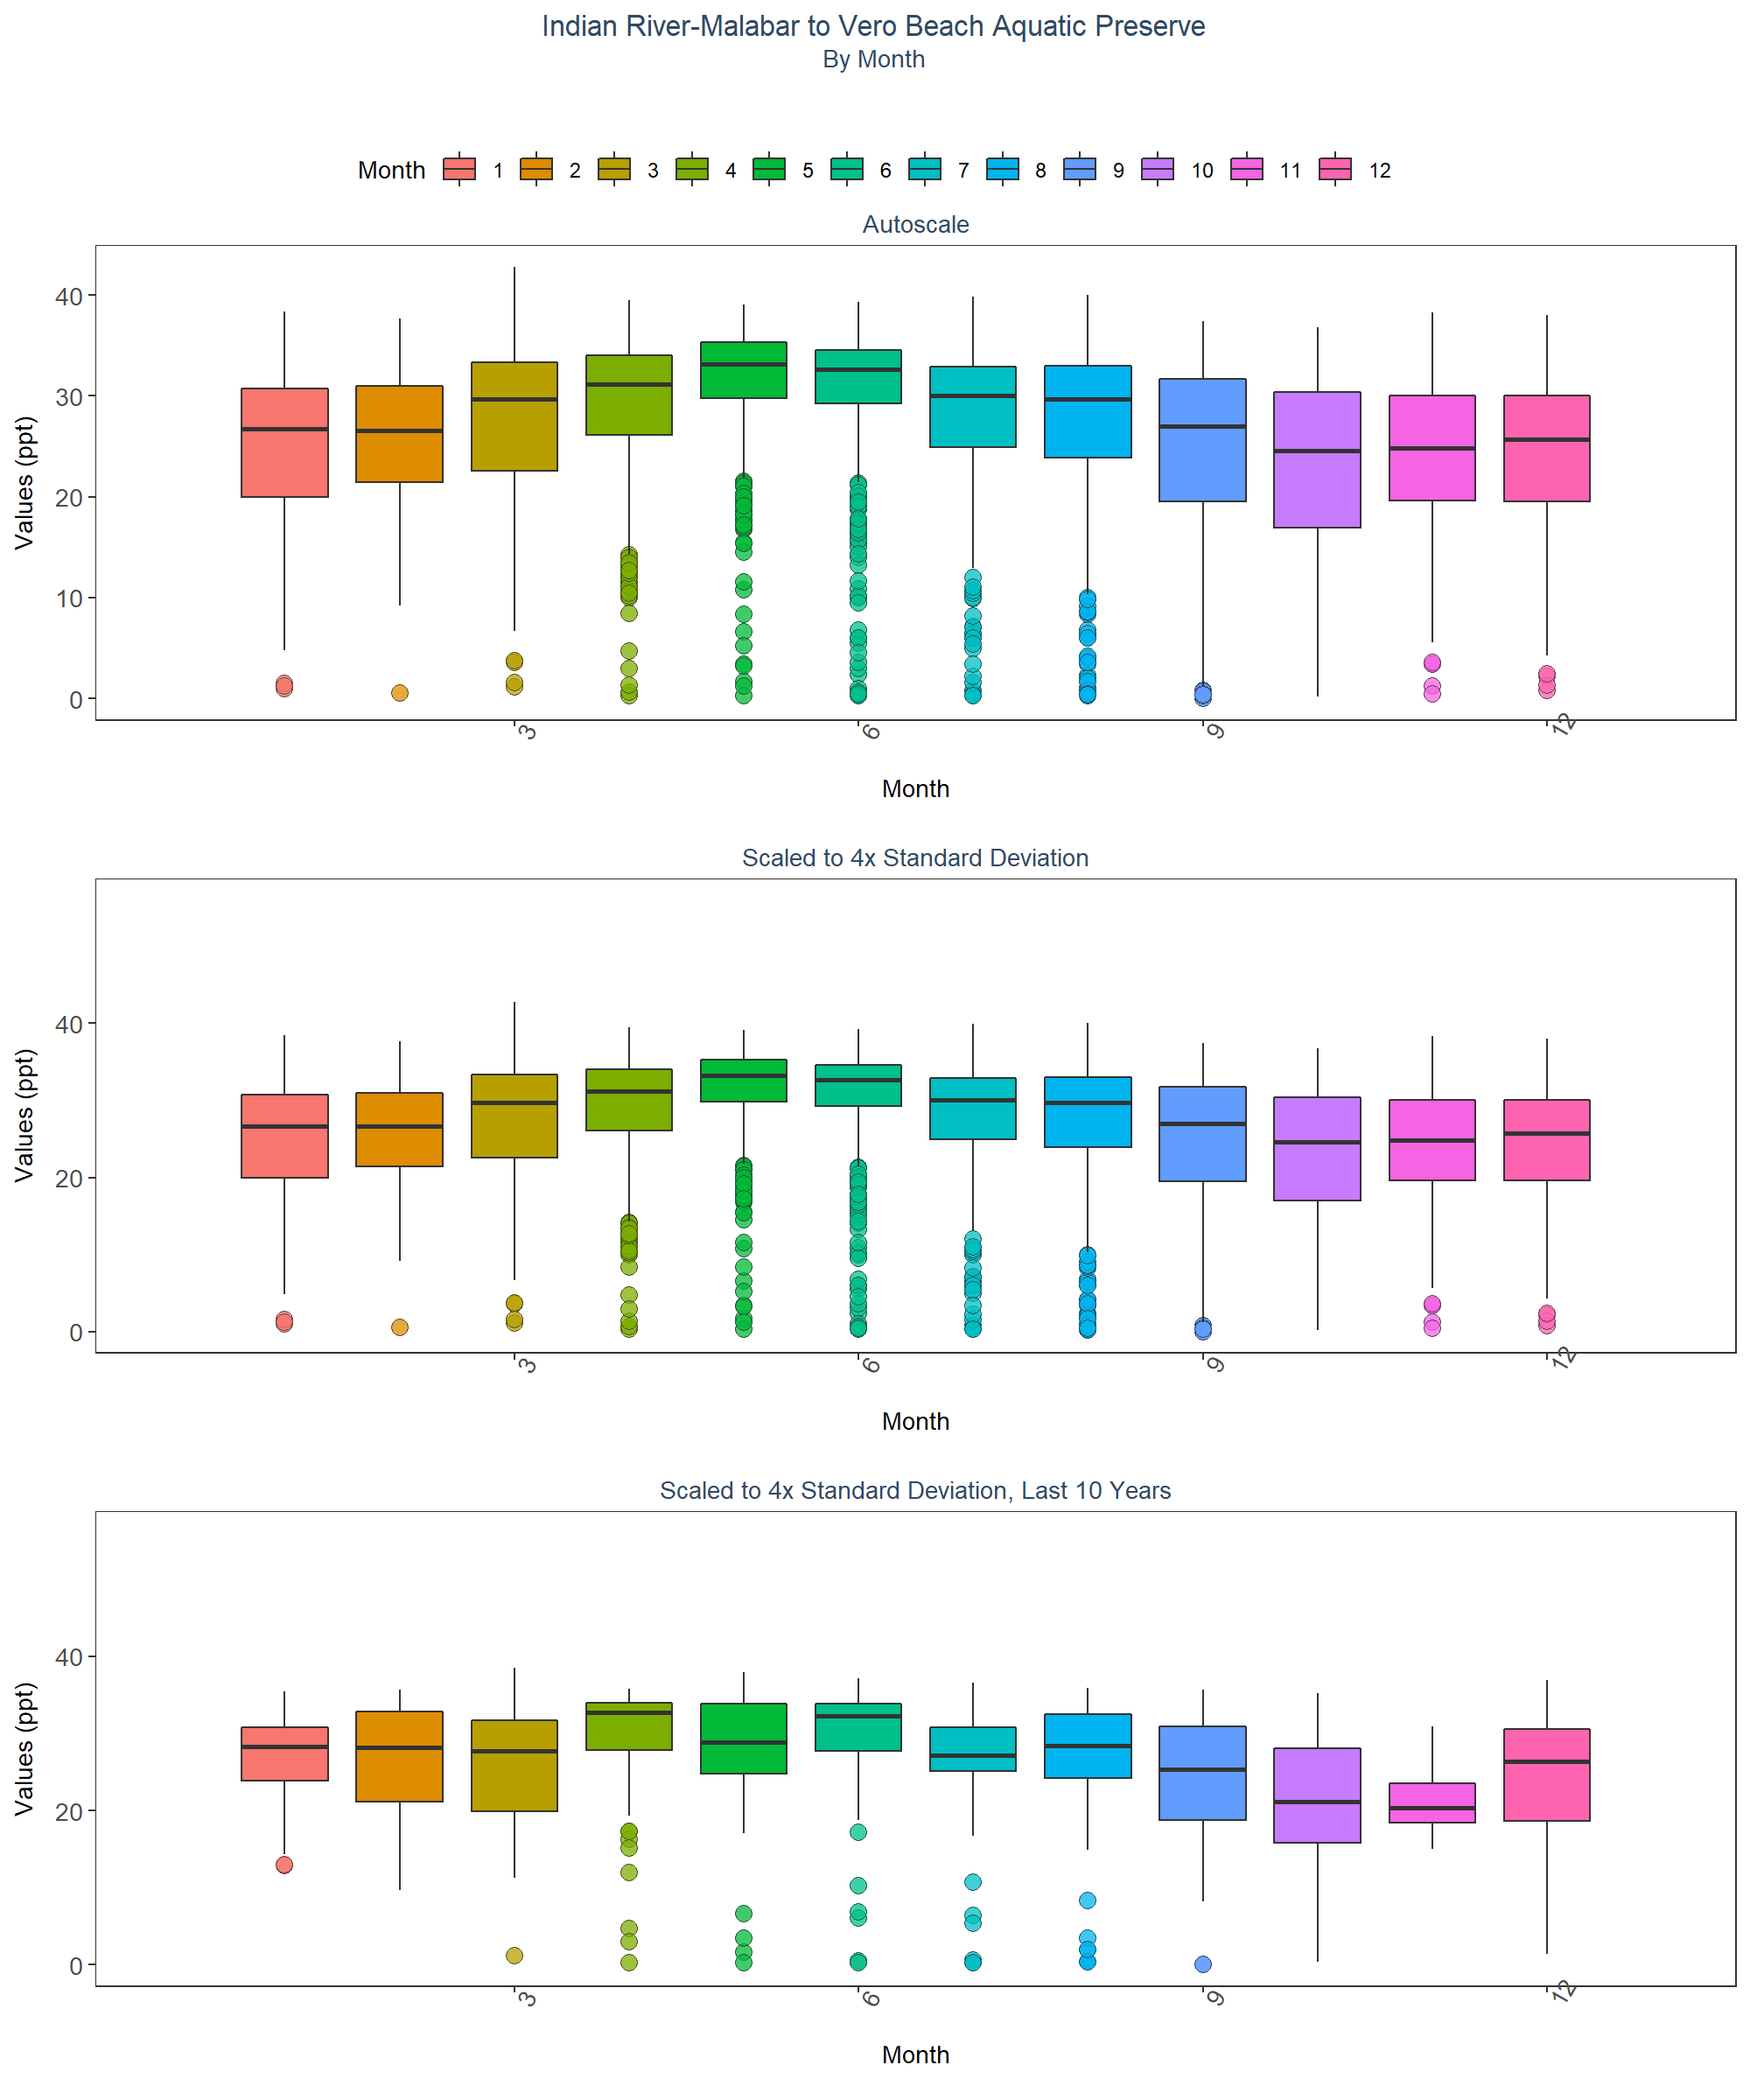 Indian River-Malabar to Vero Beach Aquatic Preserve
By Month
Month 1 2 3 4 5 6 7 8 9 10 11 12
Autoscale
Values (ppt)
40
30
20
10
0
3 6 9 12
Month
Scaled to 4x Standard Deviation
Values (ppt)
40
20
0
3 6 9 12
Month
Scaled to 4x Standard Deviation, Last 10 Years
Values (ppt)
40
20
0
3 6 9 12
Month